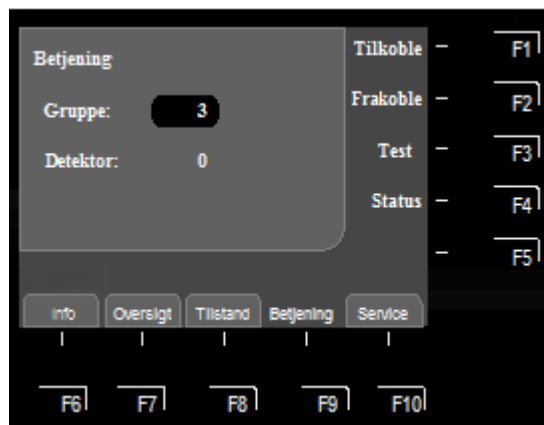 Betjening
Gruppe: 3
Detektor: 0
Tilkoble – F1
Frakoble – F2
Test – F3
Status – F4
– F5
Info Oversigt Tilstand Betjening Service
F6 F7 F8 F9 F10